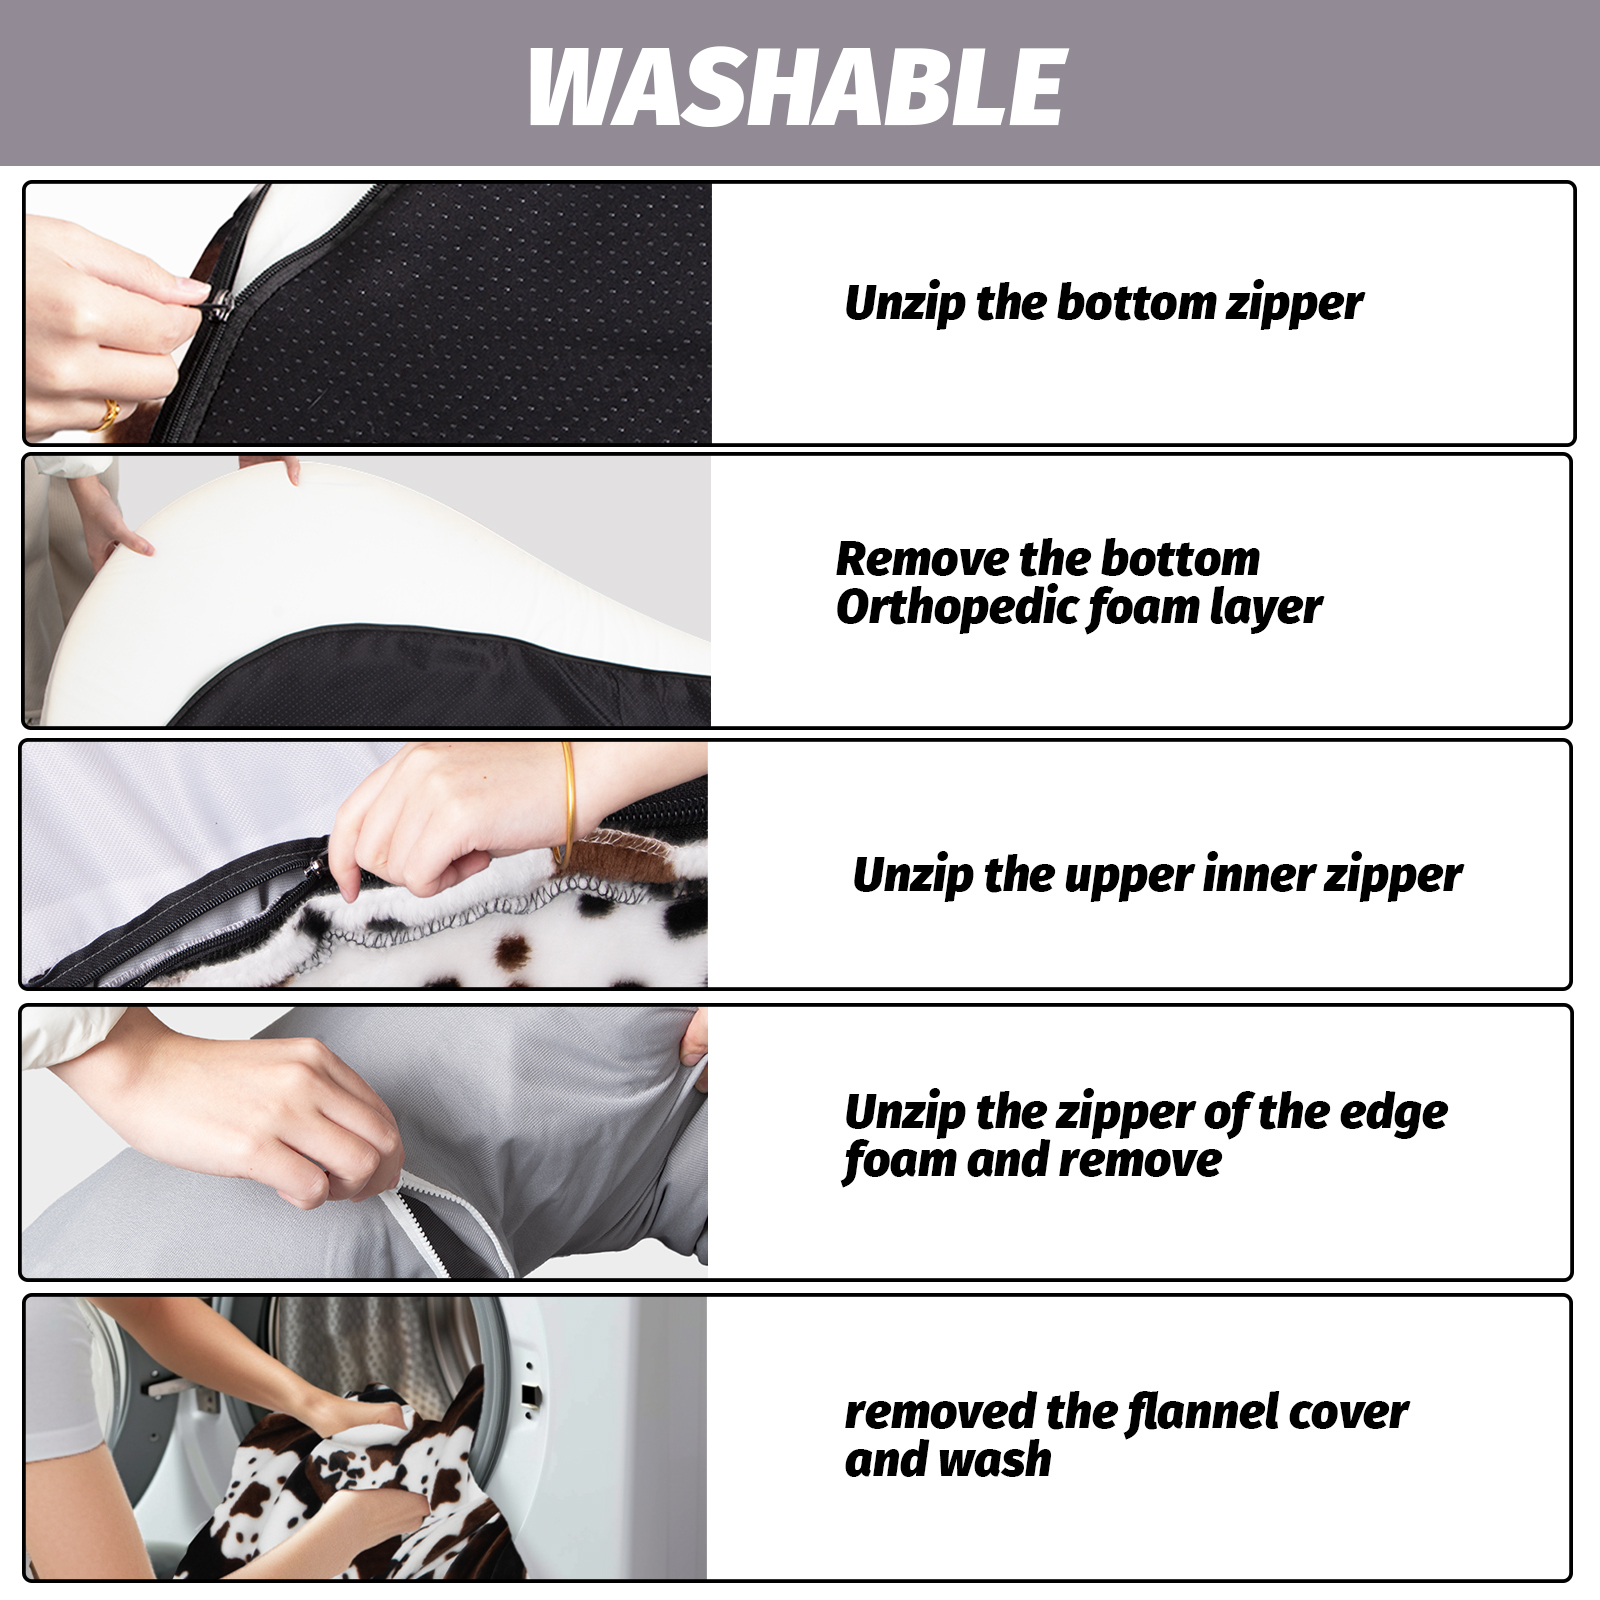 WASHABLE
Unzip the bottom zipper
Remove the bottom
Orthopedic foam layer
Unzip the upper inner zipper
Unzip the zipper of the edge
foam and remove
removed the flannel cover
and wash